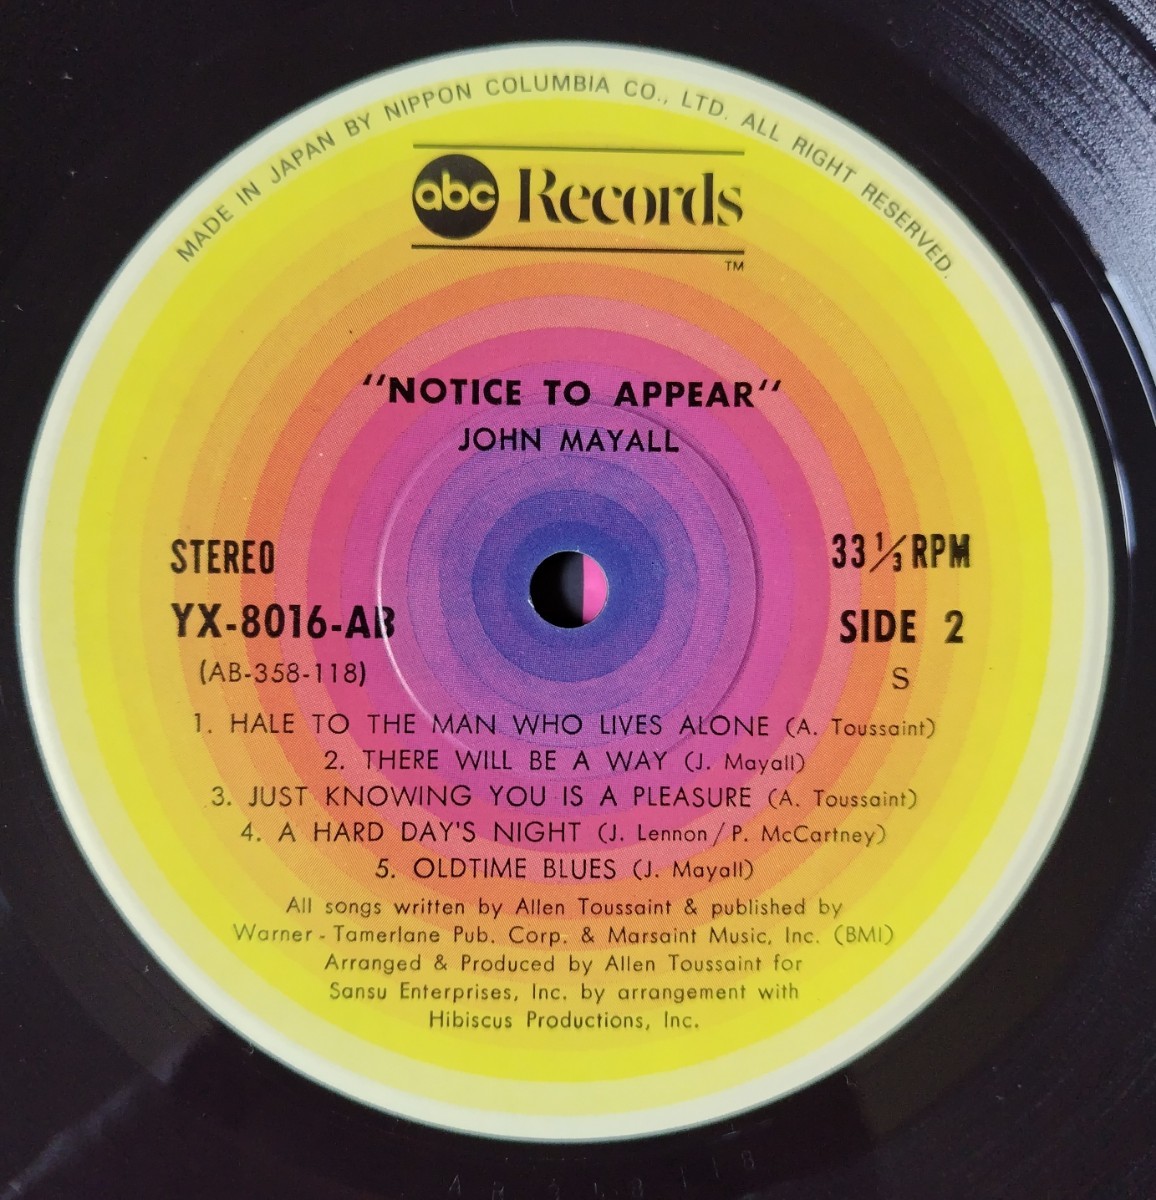 MADE IN JAPAN BY NIPPON COLUMBIA CO., LTD. ALL RIGHT RESERVED.
abc Records
TM
"NOTICE TO APPEAR"
JOHN MAYALL
STEREO
33 1/3 RPM
YX-8016-AB
SIDE 2
(AB-358-118)
S
1. HALE TO THE MAN WHO LIVES ALONE (A. Toussaint)
2. THERE WILL BE A WAY (J. Mayall)
3. JUST KNOWING YOU IS A PLEASURE (A. Toussaint)
4. A HARD DAY'S NIGHT (J. Lennon/P. McCartney)
5. OLDTIME BLUES (J. Mayall)
All songs written by Allen Toussaint & published by
Warner-Tamerlane Pub. Corp. & Marsaint Music, Inc. (BMI)
Arranged & Produced by Allen Toussaint for
Sansu Enterprises, Inc. by arrangement with
Hibiscus Productions, Inc.